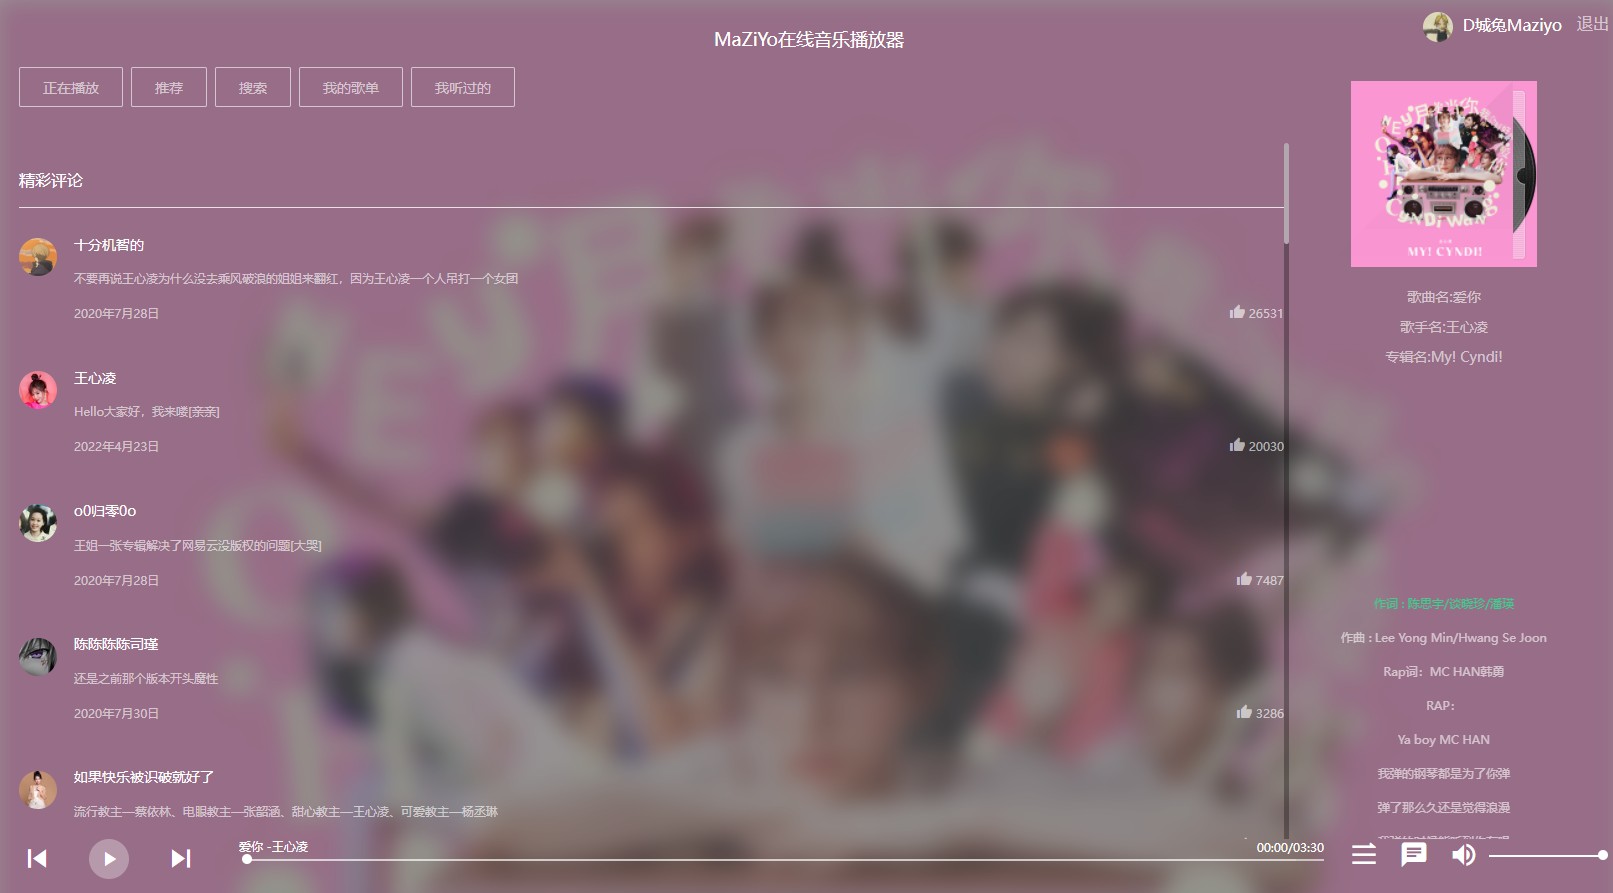 MaZiYo在线音乐播放器
D城兔Maziyo 退出
正在播放 推荐 搜索 我的歌单 我听过的
精彩评论
十分机智的
不要再说王心凌为什么没去乘风破浪的姐姐来翻红，因为王心凌一个人吊打一个女团
2020年7月28日 26531
王心凌
Hello大家好，我来喽[亲亲]
2022年4月23日 20030
o0归零0o
王姐一张专辑解决了网易云没版权的问题[大哭]
2020年7月28日 7487
陈陈陈陈司瑾
还是之前那个版本开头魔性
2020年7月30日 3286
如果快乐被识破就好了
流行教主—蔡依林、电眼教主—张韶涵、甜心教主—王心凌、可爱教主—杨丞琳
CYNDI WANG
MY! CYNDI!
歌曲名:爱你
歌手名:王心凌
专辑名:My! Cyndi!
作词 : 陈思宇/谈晓珍/潘瑛
作曲 : Lee Yong Min/Hwang Se Joon
Rap词：MC HAN韩勇
RAP：
Ya boy MC HAN
我弹的钢琴都是为了你弹
弹了那么久还是觉得浪漫
爱你 -王心凌
00:00/03:30